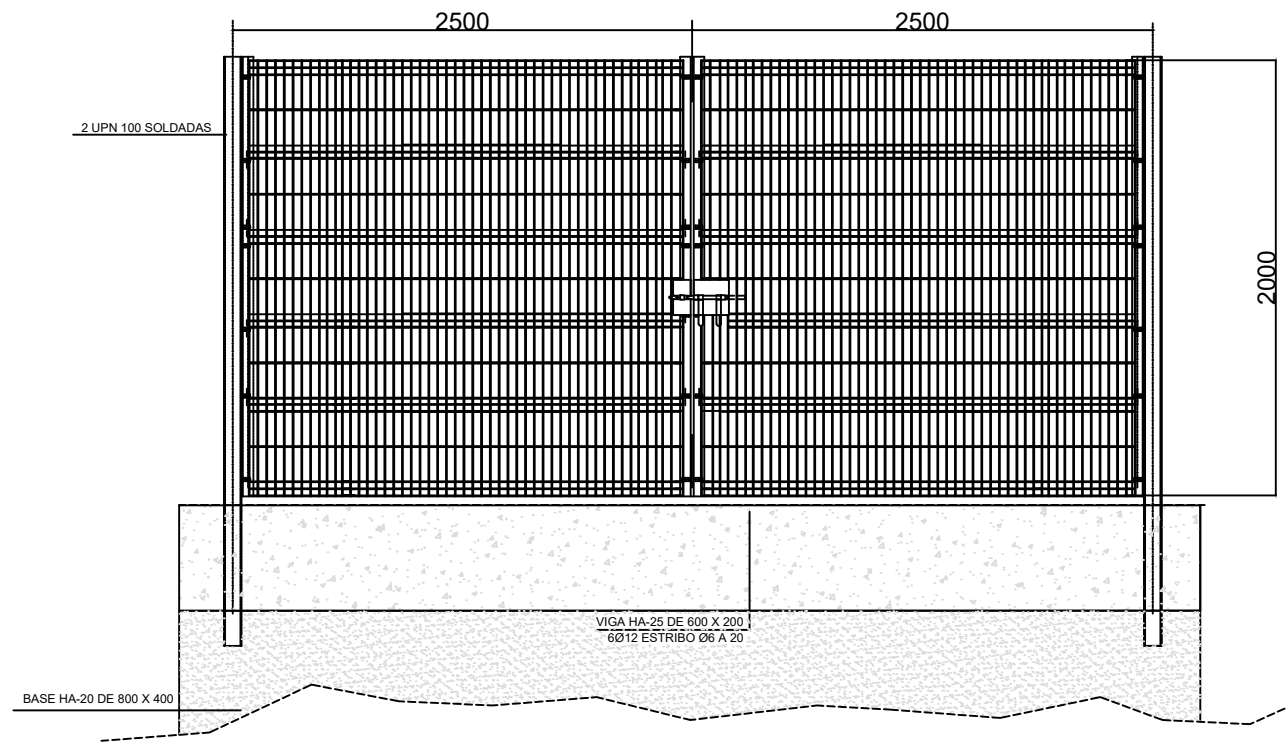 2500
2500
2 UPN 100 SOLDADAS
2000
VIGA HA-25 DE 600 X 200
6Ø12 ESTRIBO Ø6 A 20
BASE HA-20 DE 800 X 400